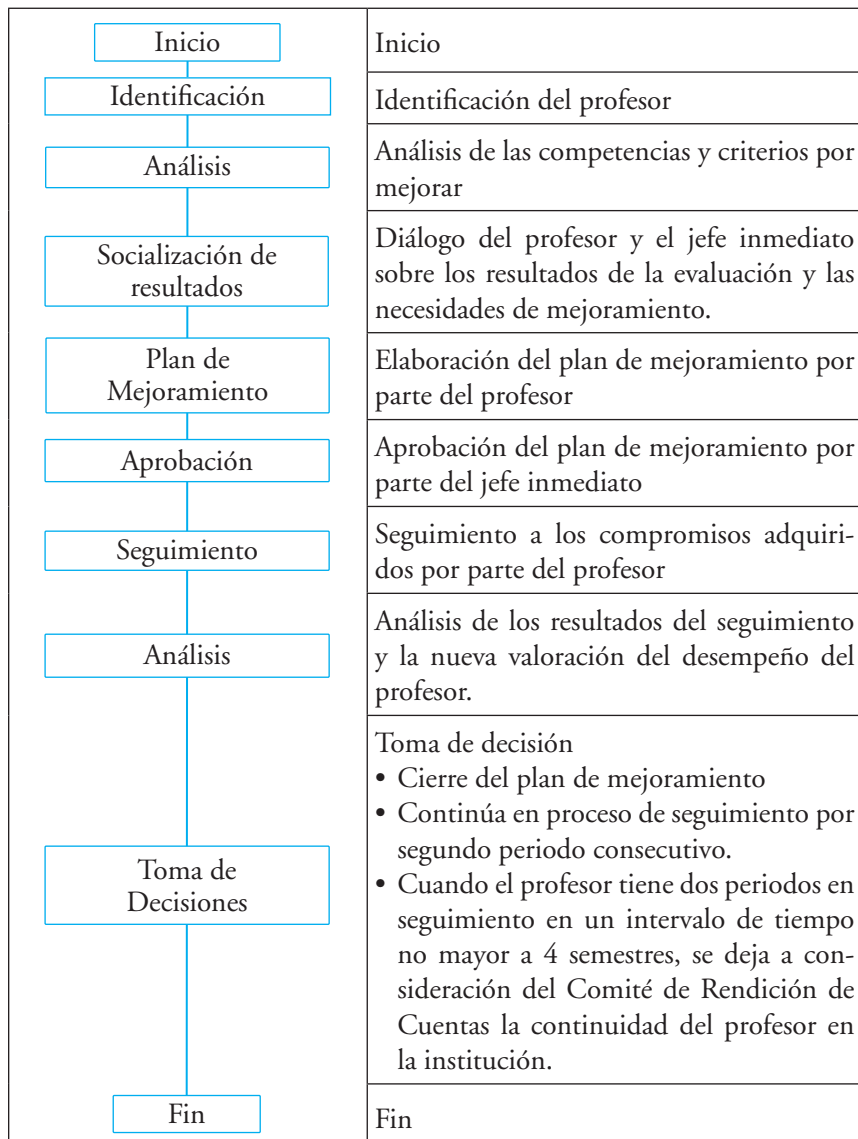 Inicio
Inicio
Identificación
Identificación del profesor
Análisis
Análisis de las competencias y criterios por
mejorar
Socialización de
resultados
Diálogo del profesor y el jefe inmediato
sobre los resultados de la evaluación y las
necesidades de mejoramiento.
Plan de
Mejoramiento
Elaboración del plan de mejoramiento por
parte del profesor
Aprobación
Aprobación del plan de mejoramiento por
parte del jefe inmediato
Seguimiento
Seguimiento a los compromisos adquiri-
dos por parte del profesor
Análisis
Análisis de los resultados del seguimiento
y la nueva valoración del desempeño del
profesor.
Toma de
Decisiones
Toma de decisión
• Cierre del plan de mejoramiento
• Continúa en proceso de seguimiento por
segundo periodo consecutivo.
• Cuando el profesor tiene dos periodos en
seguimiento en un intervalo de tiempo
no mayor a 4 semestres, se deja a con-
sideración del Comité de Rendición de
Cuentas la continuidad del profesor en
la institución.
Fin
Fin